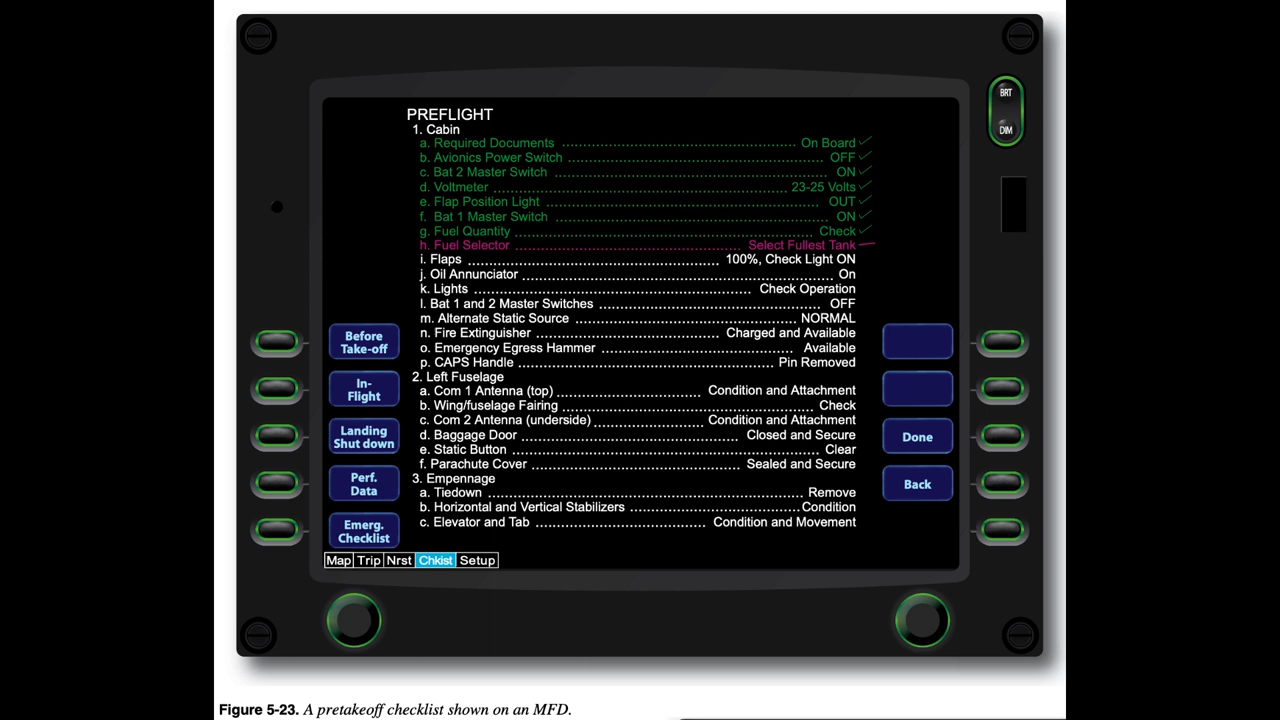 BRT
DIM
PREFLIGHT
1. Cabin
a. Required Documents ........ On Board
b. Avionics Power Switch ........ OFF
c. Bat 2 Master Switch ........ ON
d. Voltmeter ........ 23-25 Volts
e. Flap Position Light ........ OUT
f. Bat 1 Master Switch ........ ON
g. Fuel Quantity ........ Check
h. Fuel Selector ........ Select Fullest Tank
i. Flaps ........ 100%, Check Light ON
j. Oil Annunciator ........ On
k. Lights ........ Check Operation
l. Bat 1 and 2 Master Switches ........ OFF
m. Alternate Static Source ........ NORMAL
n. Fire Extinguisher ........ Charged and Available
o. Emergency Egress Hammer ........ Available
p. CAPS Handle ........ Pin Removed
2. Left Fuselage
a. Com 1 Antenna (top) ........ Condition and Attachment
b. Wing/fuselage Fairing ........ Check
c. Com 2 Antenna (underside) ........ Condition and Attachment
d. Baggage Door ........ Closed and Secure
e. Static Button ........ Clear
f. Parachute Cover ........ Sealed and Secure
3. Empennage
a. Tiedown ........ Remove
b. Horizontal and Vertical Stabilizers ........ Condition
c. Elevator and Tab ........ Condition and Movement
Before
Take-off
In-
Flight
Landing
Shut down
Perf.
Data
Emerg.
Checklist
Done
Back
Map Trip Nrst Chkist Setup
Figure 5-23. A pretakeoff checklist shown on an MFD.